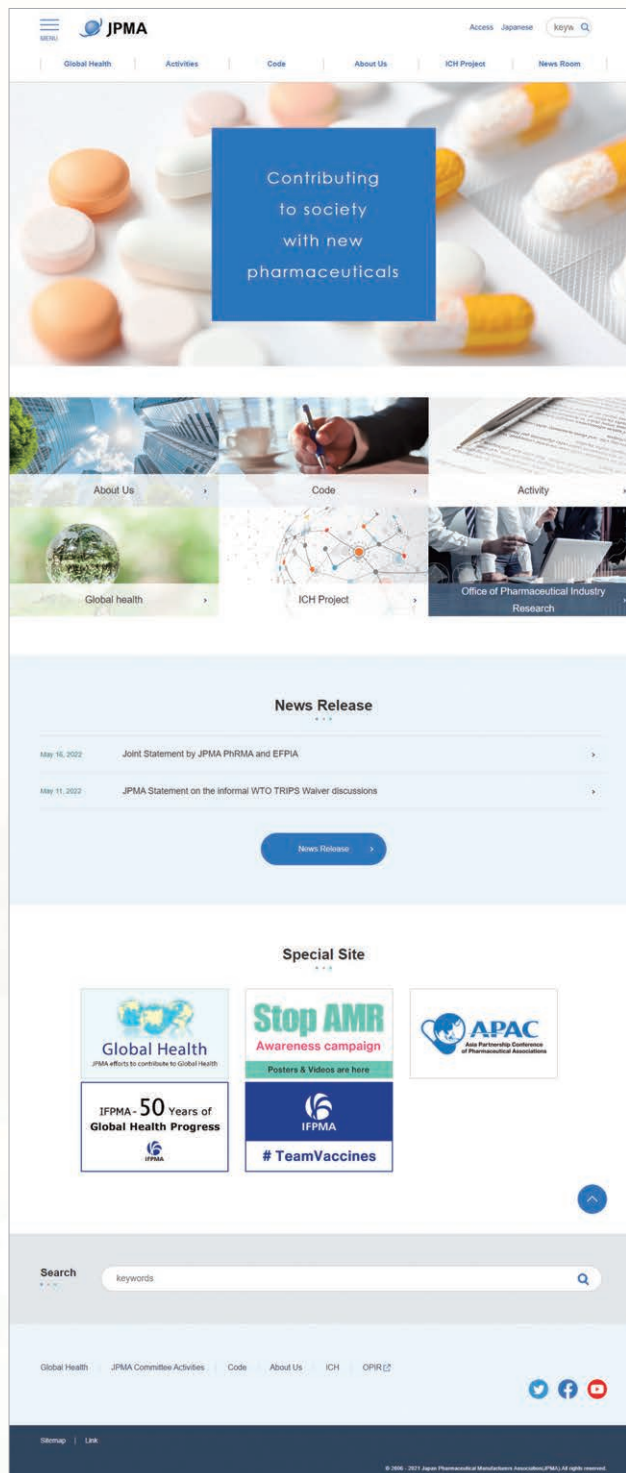 MENU
JPMA
Access Japanese keyw
Global Health Activities Code About Us ICH Project News Room
Contributing
to society
with new
pharmaceuticals
About Us
Code
Activity
Global health
ICH Project
Office of Pharmaceutical Industry
Research
News Release
May 16, 2022 Joint Statement by JPMA PhRMA and EFPIA
May 11, 2022 JPMA Statement on the informal WTO TRIPS Waiver discussions
News Release
Special Site
Global Health
JPMA efforts to contribute to Global Health
Stop AMR
Awareness campaign
Posters & Videos are here
APAC
Asia Partnership Conference
of Pharmaceutical Associations
IFPMA - 50 Years of
Global Health Progress
IFPMA
IFPMA
# TeamVaccines
Search keywords
Global Health JPMA Committee Activities Code About Us ICH OPIR
Sitemap | Link
© 2006 - 2021 Japan Pharmaceutical Manufacturers Association(JPMA) All rights reserved.